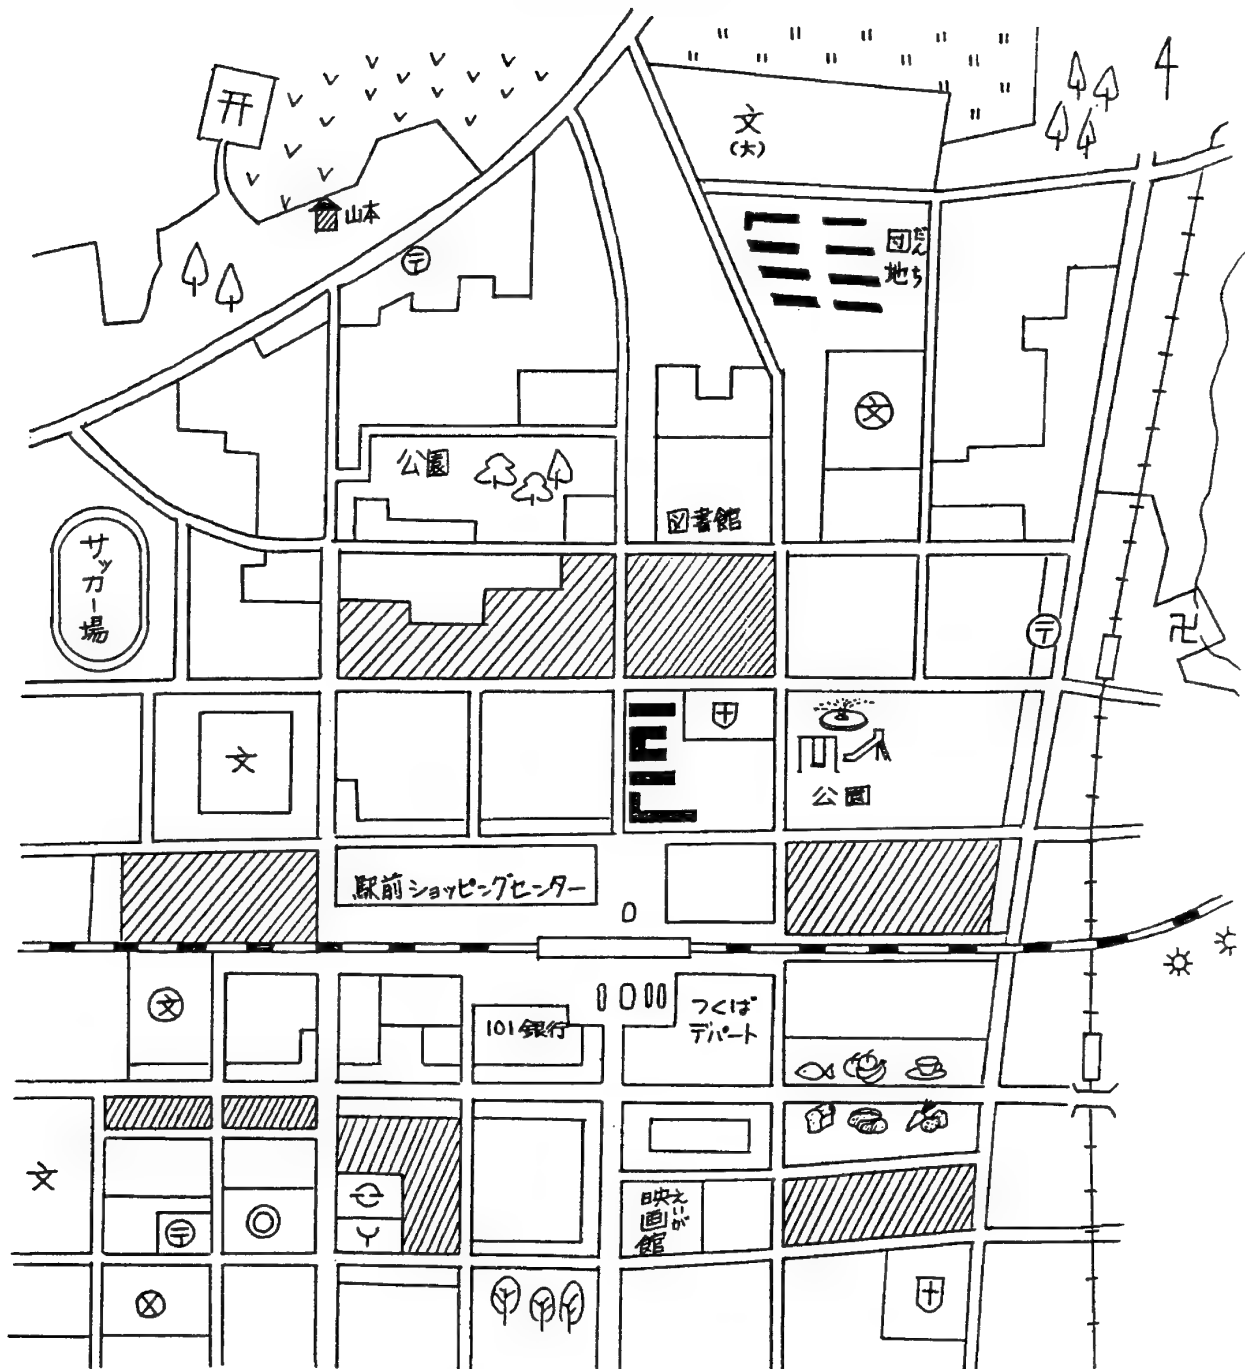 文
(大)
山本
〒
団地
だんち
文
公園
図書館
サッカー場
〒
文
公園
駅前ショッピングセンター
文
101銀行
つくば
デパート
文
〒
映画館
えいが